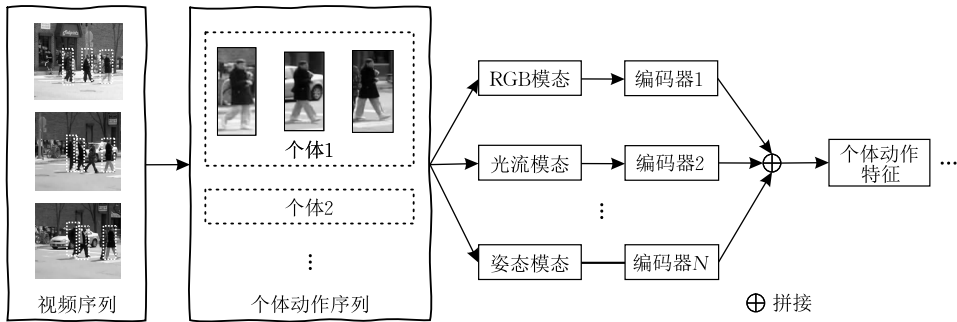 个体1
个体2
⋮
视频序列
个体动作序列
RGB模态
编码器1
光流模态
编码器2
⋮
姿态模态
编码器N
个体动作
特征
…
⊕ 拼接